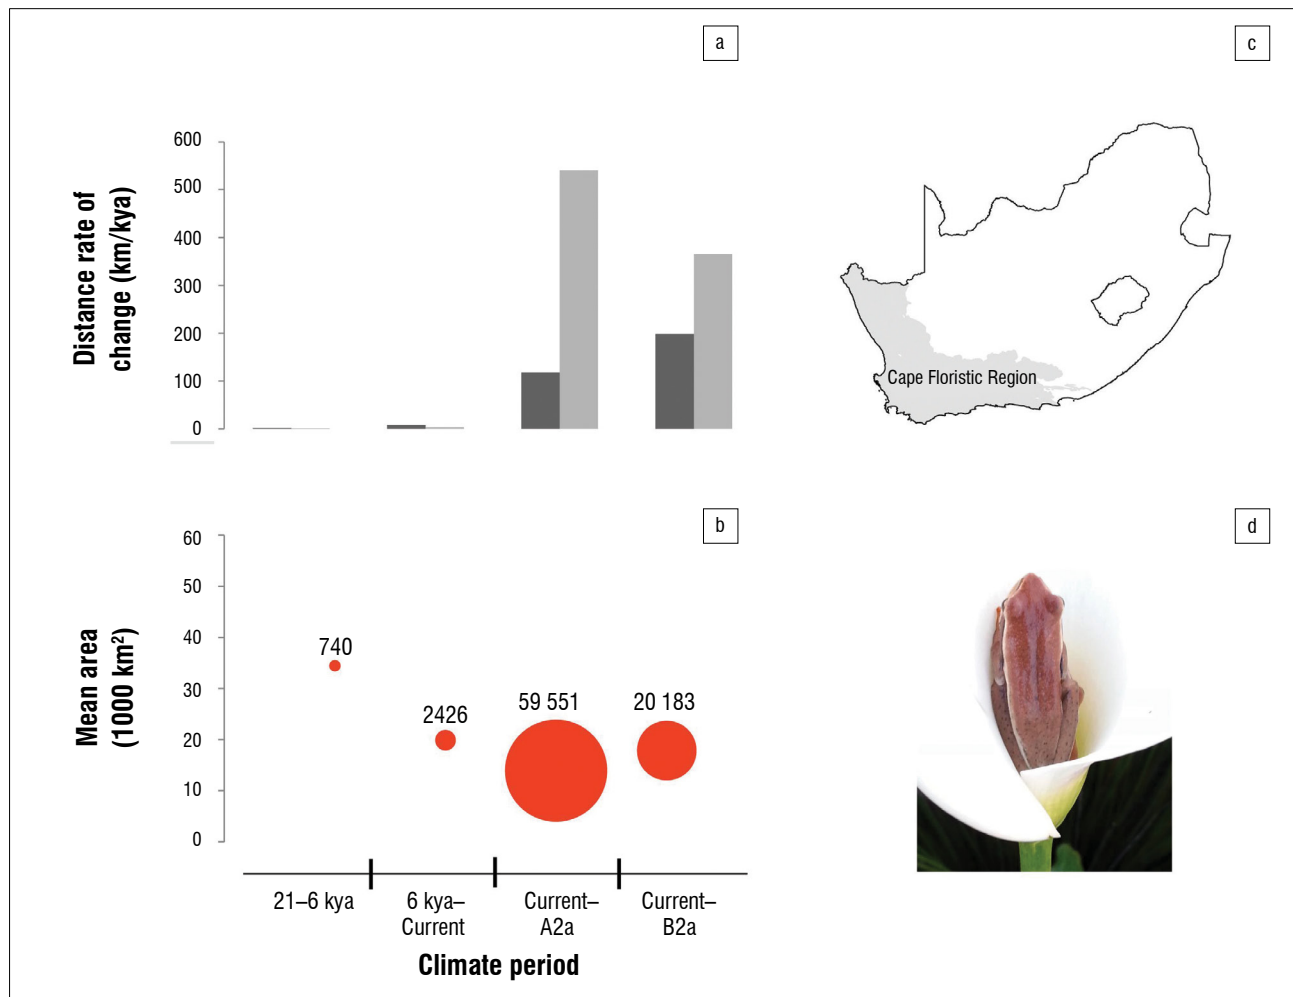 a
600
500
400
300
200
100
0
Distance rate of
change (km/kya)
c
Cape Floristic Region
b
60
50
40
30
20
10
0
Mean area
(1000 km²)
740
2426
59 551
20 183
21–6 kya
6 kya–
Current
Current–
A2a
Current–
B2a
Climate period
d